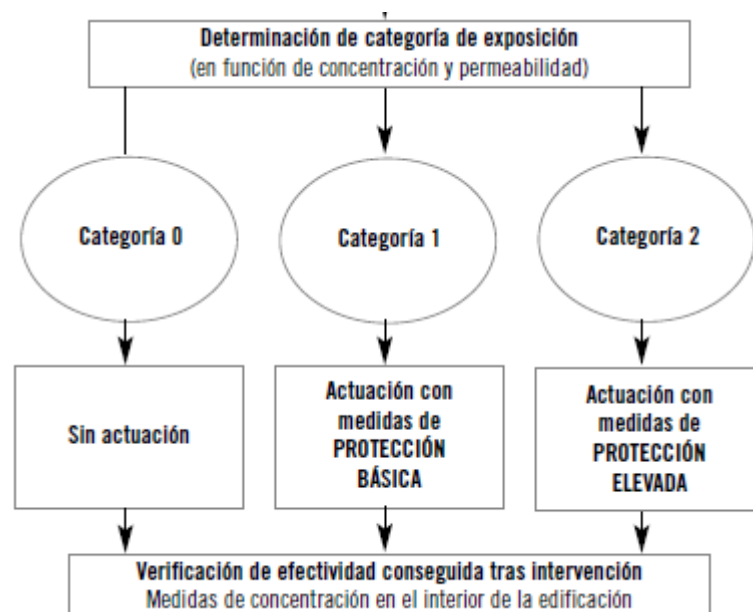 Determinación de categoría de exposición
(en función de concentración y permeabilidad)
Categoría 0
Categoría 1
Categoría 2
Sin actuación
Actuación con
medidas de
PROTECCIÓN
BÁSICA
Actuación con
medidas de
PROTECCIÓN
ELEVADA
Verificación de efectividad conseguida tras intervención
Medidas de concentración en el interior de la edificación